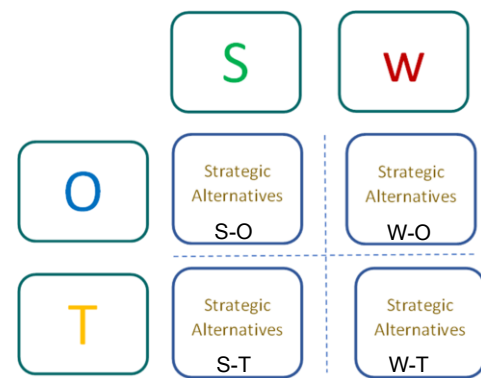 S
w
O
Strategic
Alternatives
S-O
Strategic
Alternatives
W-O
T
Strategic
Alternatives
S-T
Strategic
Alternatives
W-T